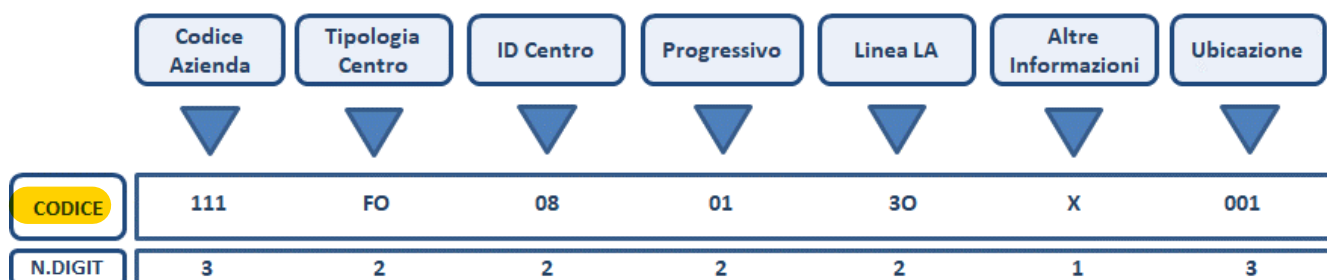 Codice Azienda
Tipologia Centro
ID Centro
Progressivo
Linea LA
Altre Informazioni
Ubicazione
CODICE 111 FO 08 01 3O X 001
N.DIGIT 3 2 2 2 2 1 3